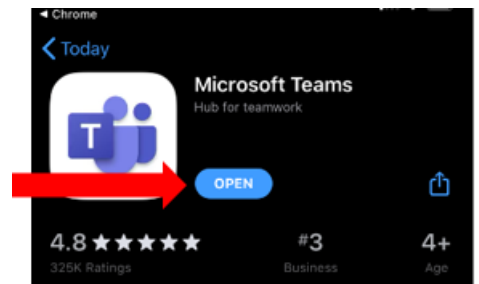 Chrome
Today
Microsoft Teams
Hub for teamwork
T
OPEN
4.8 #3 4+
325K Ratings Business Age